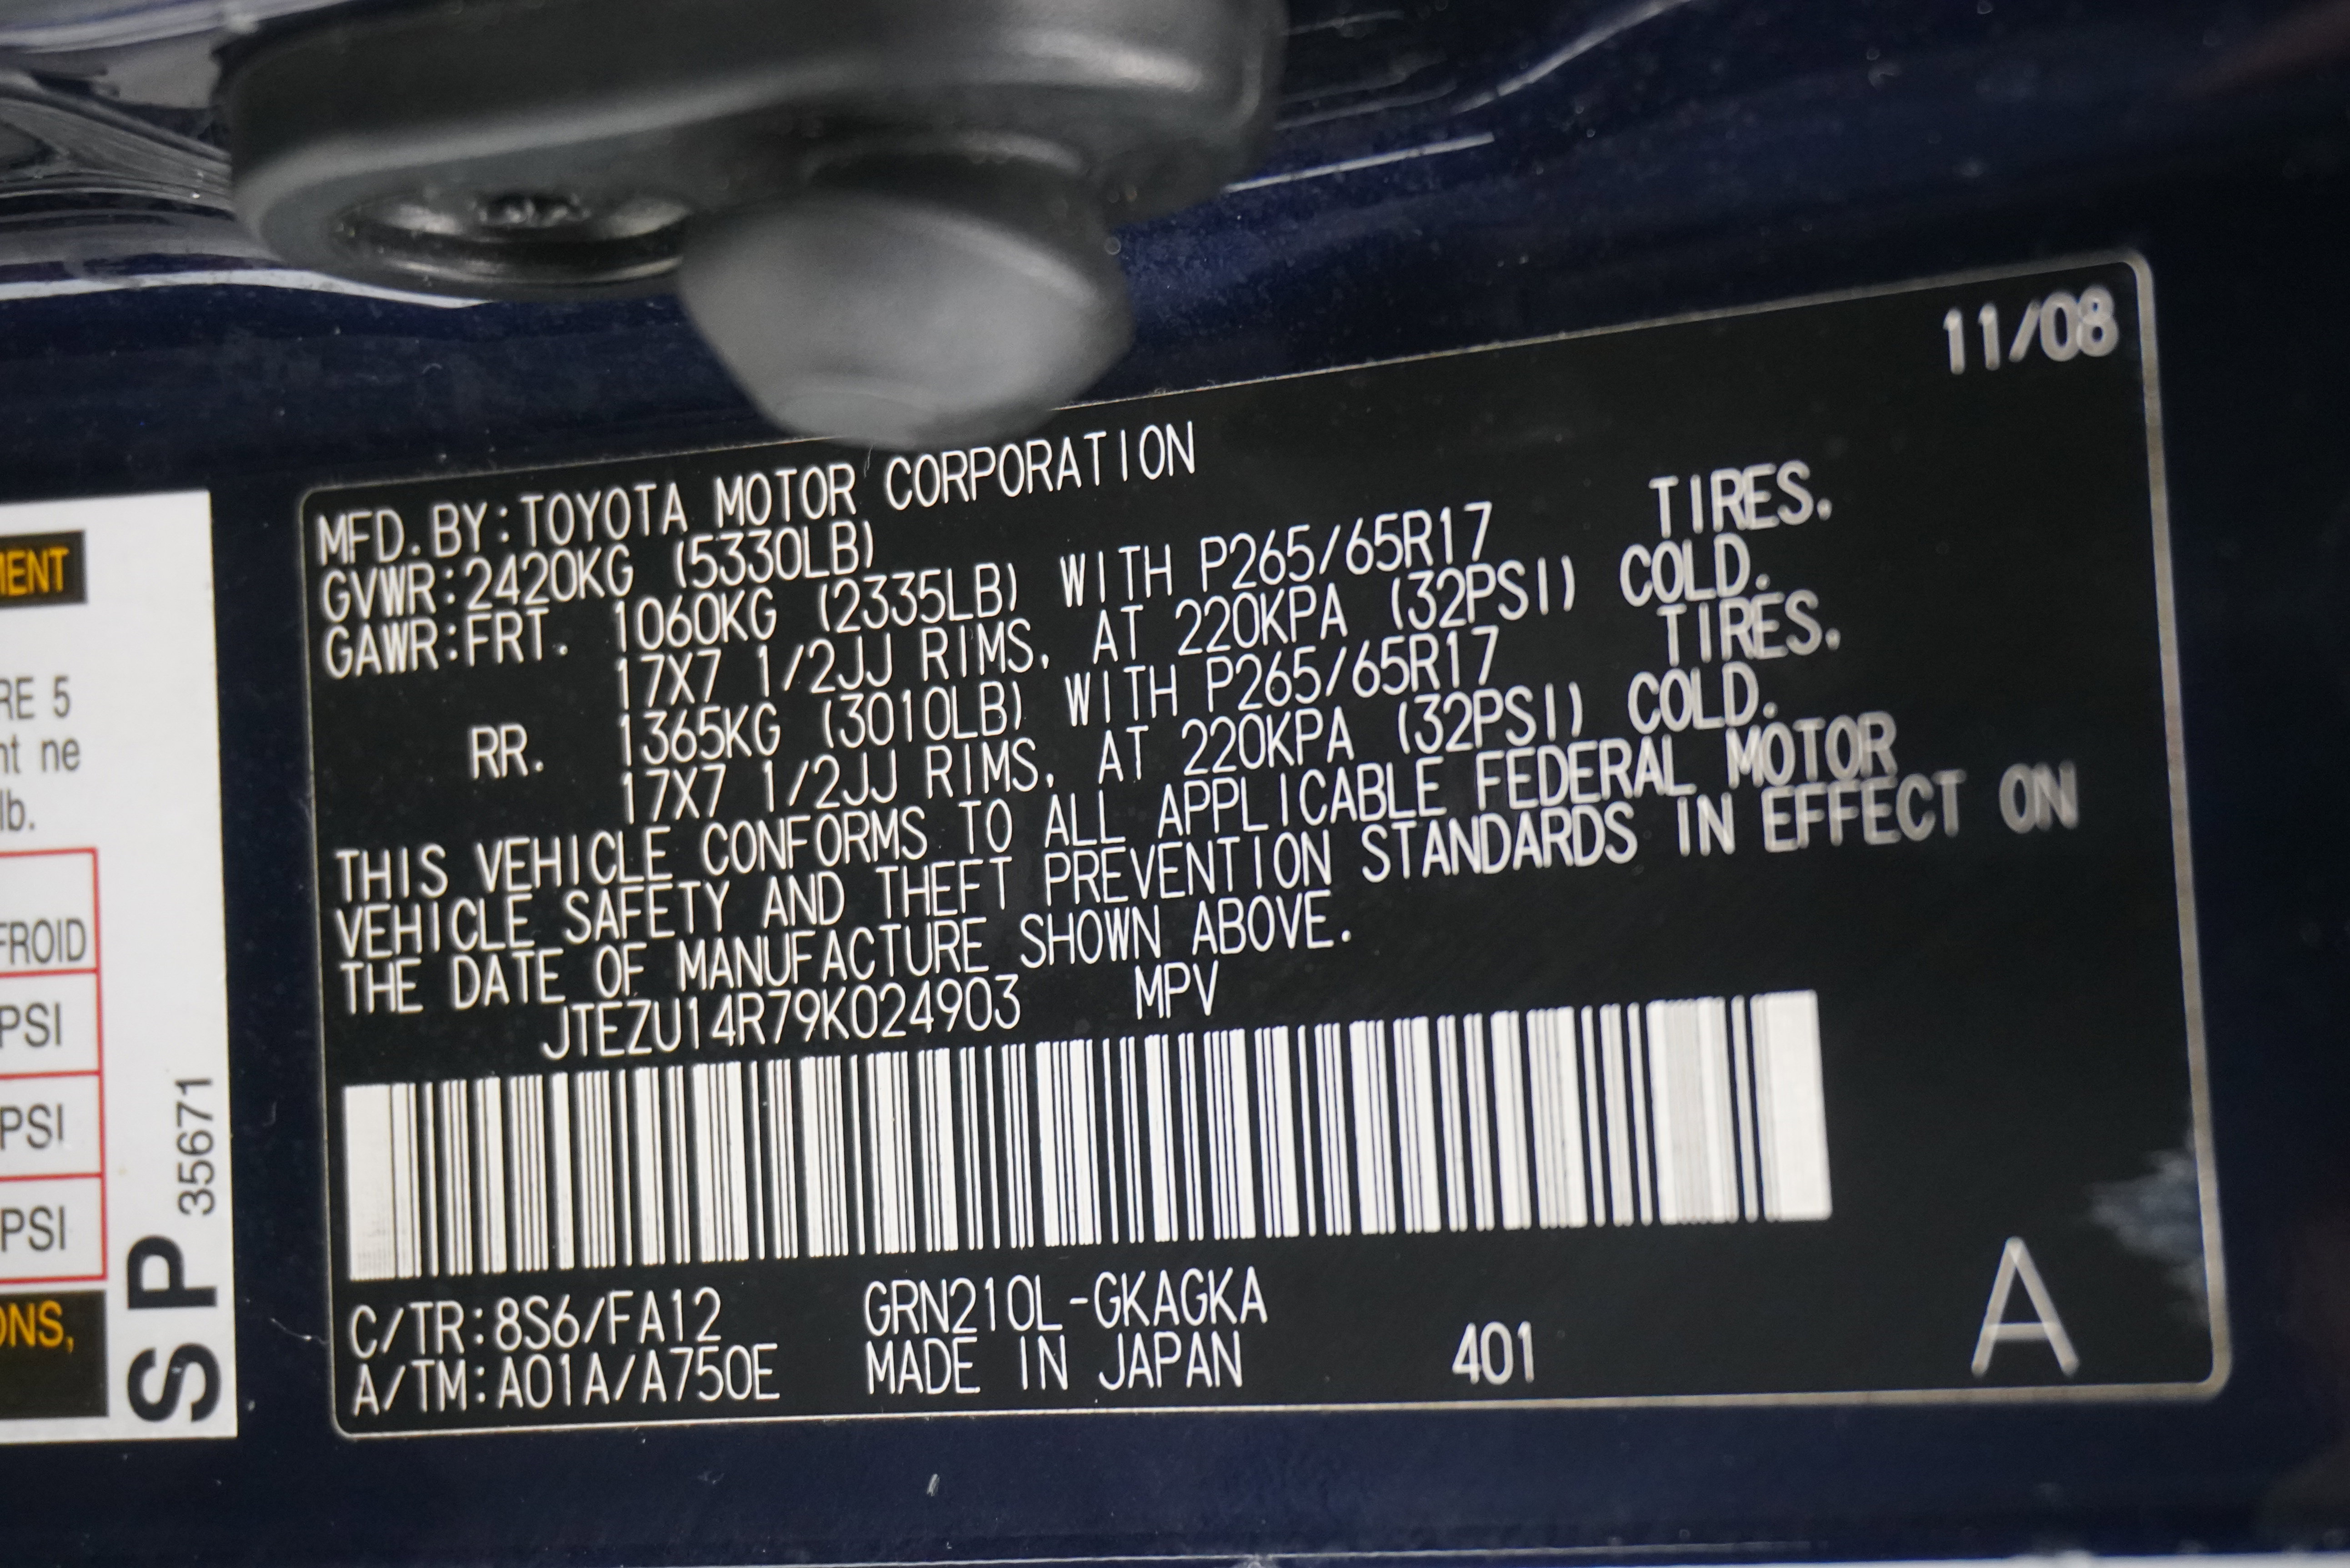 11/08
MFD.BY:TOYOTA MOTOR CORPORATION
GVWR:2420KG (5330LB)
GAWR:FRT. 1060KG (2335LB) WITH P265/65R17 TIRES,
17X7 1/2JJ RIMS, AT 220KPA (32PSI) COLD.
RR. 1365KG (3010LB) WITH P265/65R17 TIRES,
17X7 1/2JJ RIMS, AT 220KPA (32PSI) COLD.
THIS VEHICLE CONFORMS TO ALL APPLICABLE FEDERAL MOTOR
VEHICLE SAFETY AND THEFT PREVENTION STANDARDS IN EFFECT ON
THE DATE OF MANUFACTURE SHOWN ABOVE.
JTEZU14R79K024903 MPV
C/TR:8S6/FA12 GRN210L-GKAGKA
A/TM:A01A/A750E MADE IN JAPAN 401
A
MENT
RE 5
nt ne
lb.
FROID
PSI
PSI
PSI
ONS,
SP 35671